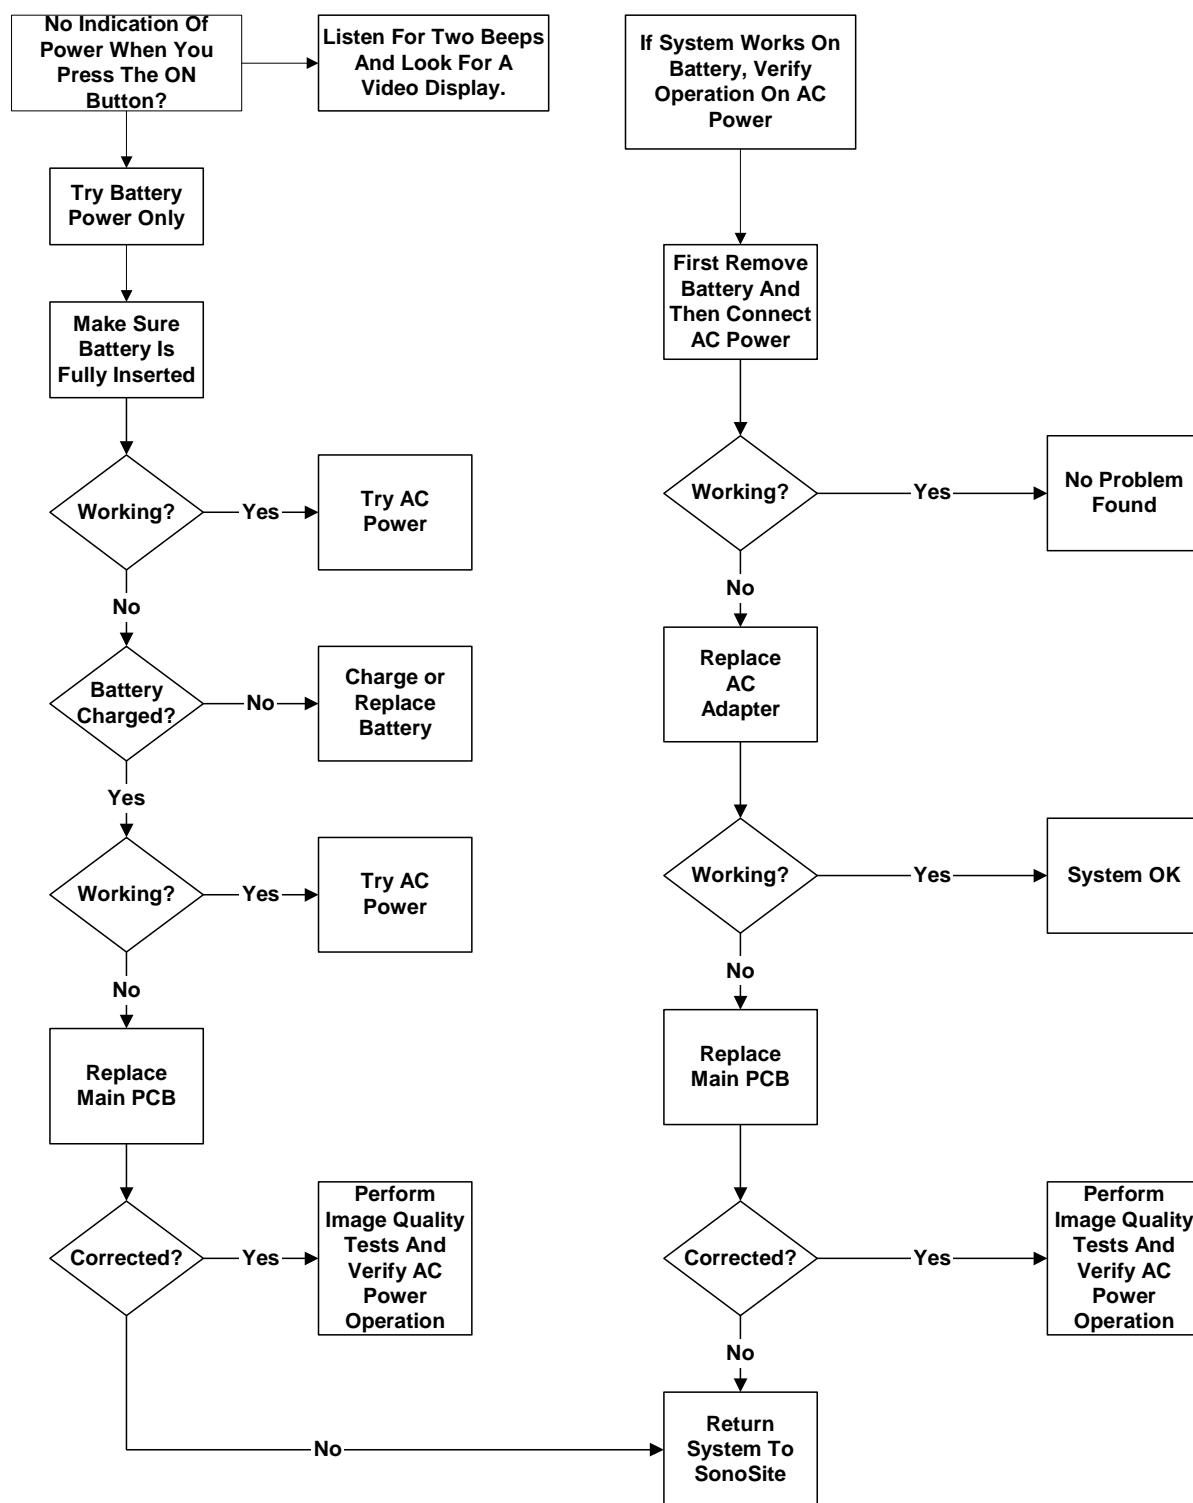 No Indication Of
Power When You
Press The ON
Button?
Listen For Two Beeps
And Look For A
Video Display.
Try Battery
Power Only
Make Sure
Battery Is
Fully Inserted
Working?
Yes
Try AC
Power
No
Battery
Charged?
No
Charge or
Replace
Battery
Yes
Working?
Yes
Try AC
Power
No
Replace
Main PCB
Corrected?
Yes
Perform
Image Quality
Tests And
Verify AC
Power
Operation
No
If System Works On
Battery, Verify
Operation On AC
Power
First Remove
Battery And
Then Connect
AC Power
Working?
Yes
No Problem
Found
No
Replace
AC
Adapter
Working?
Yes
System OK
No
Replace
Main PCB
Corrected?
Yes
Perform
Image Quality
Tests And
Verify AC
Power
Operation
No
Return
System To
SonoSite